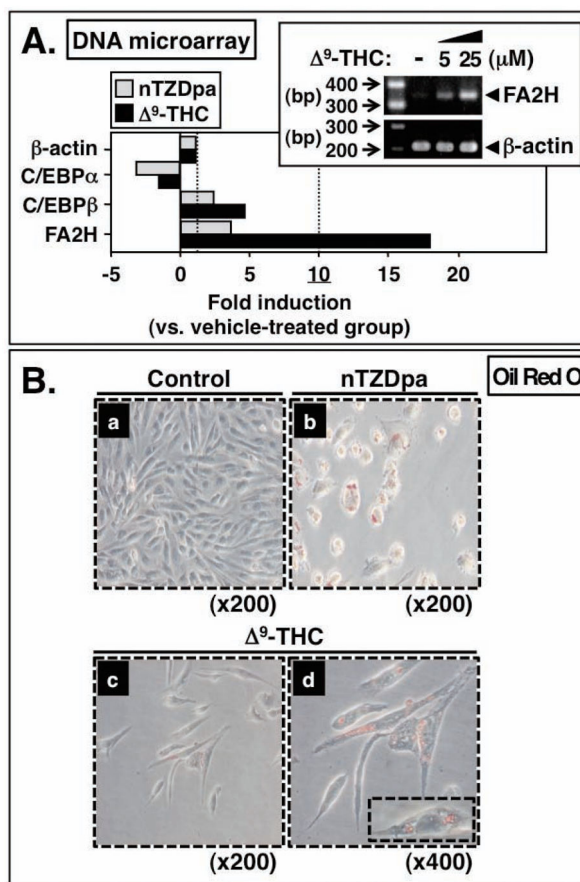 A. DNA microarray
nTZDpa
Δ⁹-THC
β-actin
C/EBPα
C/EBPβ
FA2H
-5 0 5 10 15 20
Fold induction
(vs. vehicle-treated group)
Δ⁹-THC: - 5 25 (μM)
(bp) 400 300 FA2H
(bp) 300 200 β-actin
B. Oil Red O
Control nTZDpa
a b
(x200) (x200)
Δ⁹-THC
c d
(x200) (x400)